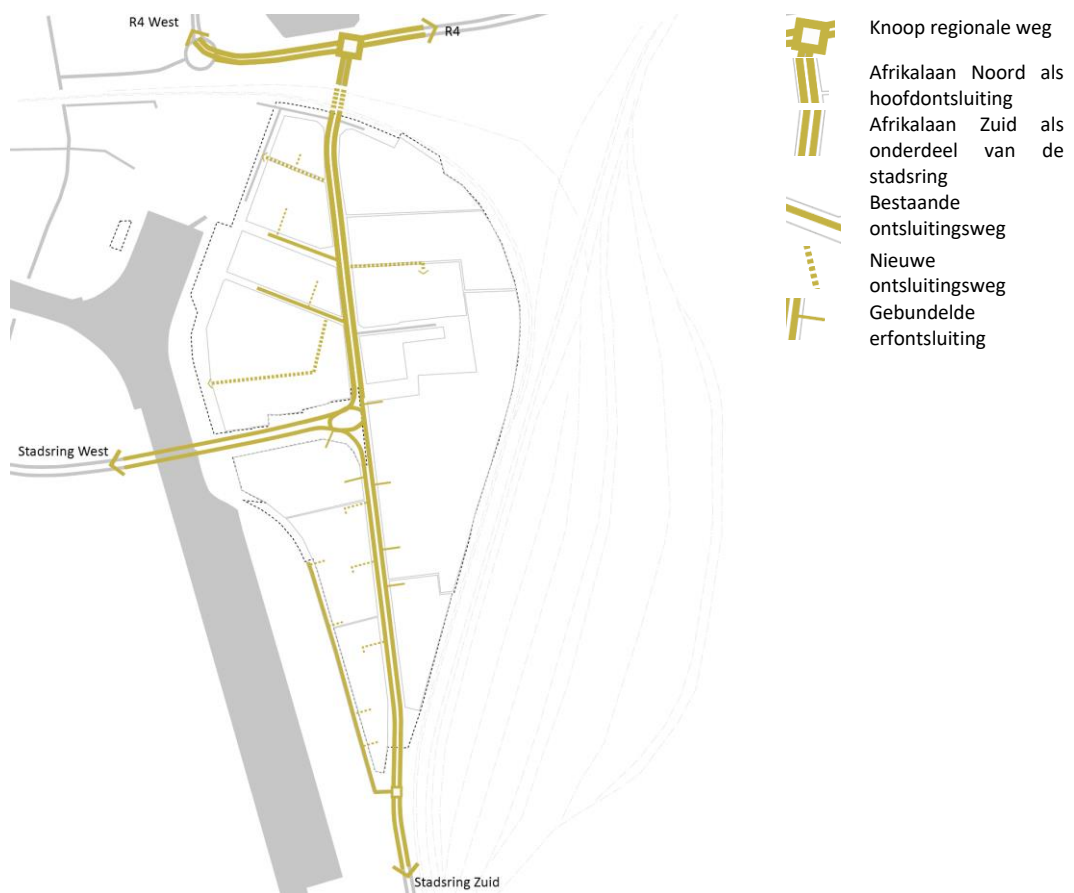 R4 West
R4
Stadsring West
Stadsring Zuid
Knoop regionale weg
Afrikalaan Noord als
hoofdontsluiting
Afrikalaan Zuid als
onderdeel van de
stadsring
Bestaande
ontsluitingsweg
Nieuwe
ontsluitingsweg
Gebundelde
erfontsluiting